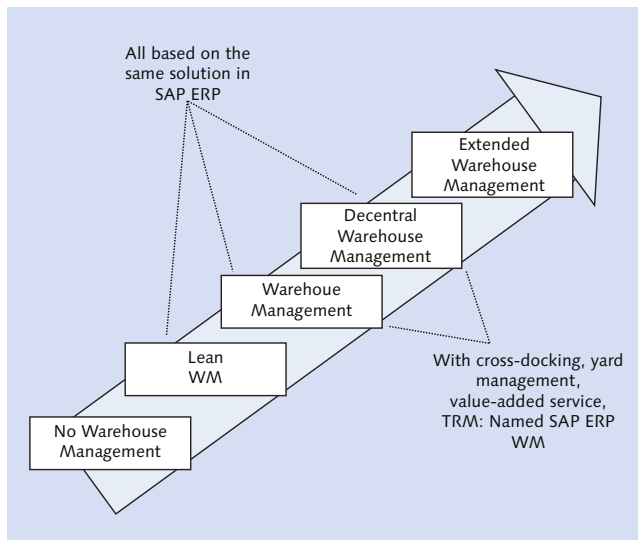 All based on the
same solution in
SAP ERP
Extended
Warehouse
Management
Decentral
Warehouse
Management
Warehoue
Management
Lean
WM
With cross-docking, yard
management,
value-added service,
TRM: Named SAP ERP
WM
No Warehouse
Management